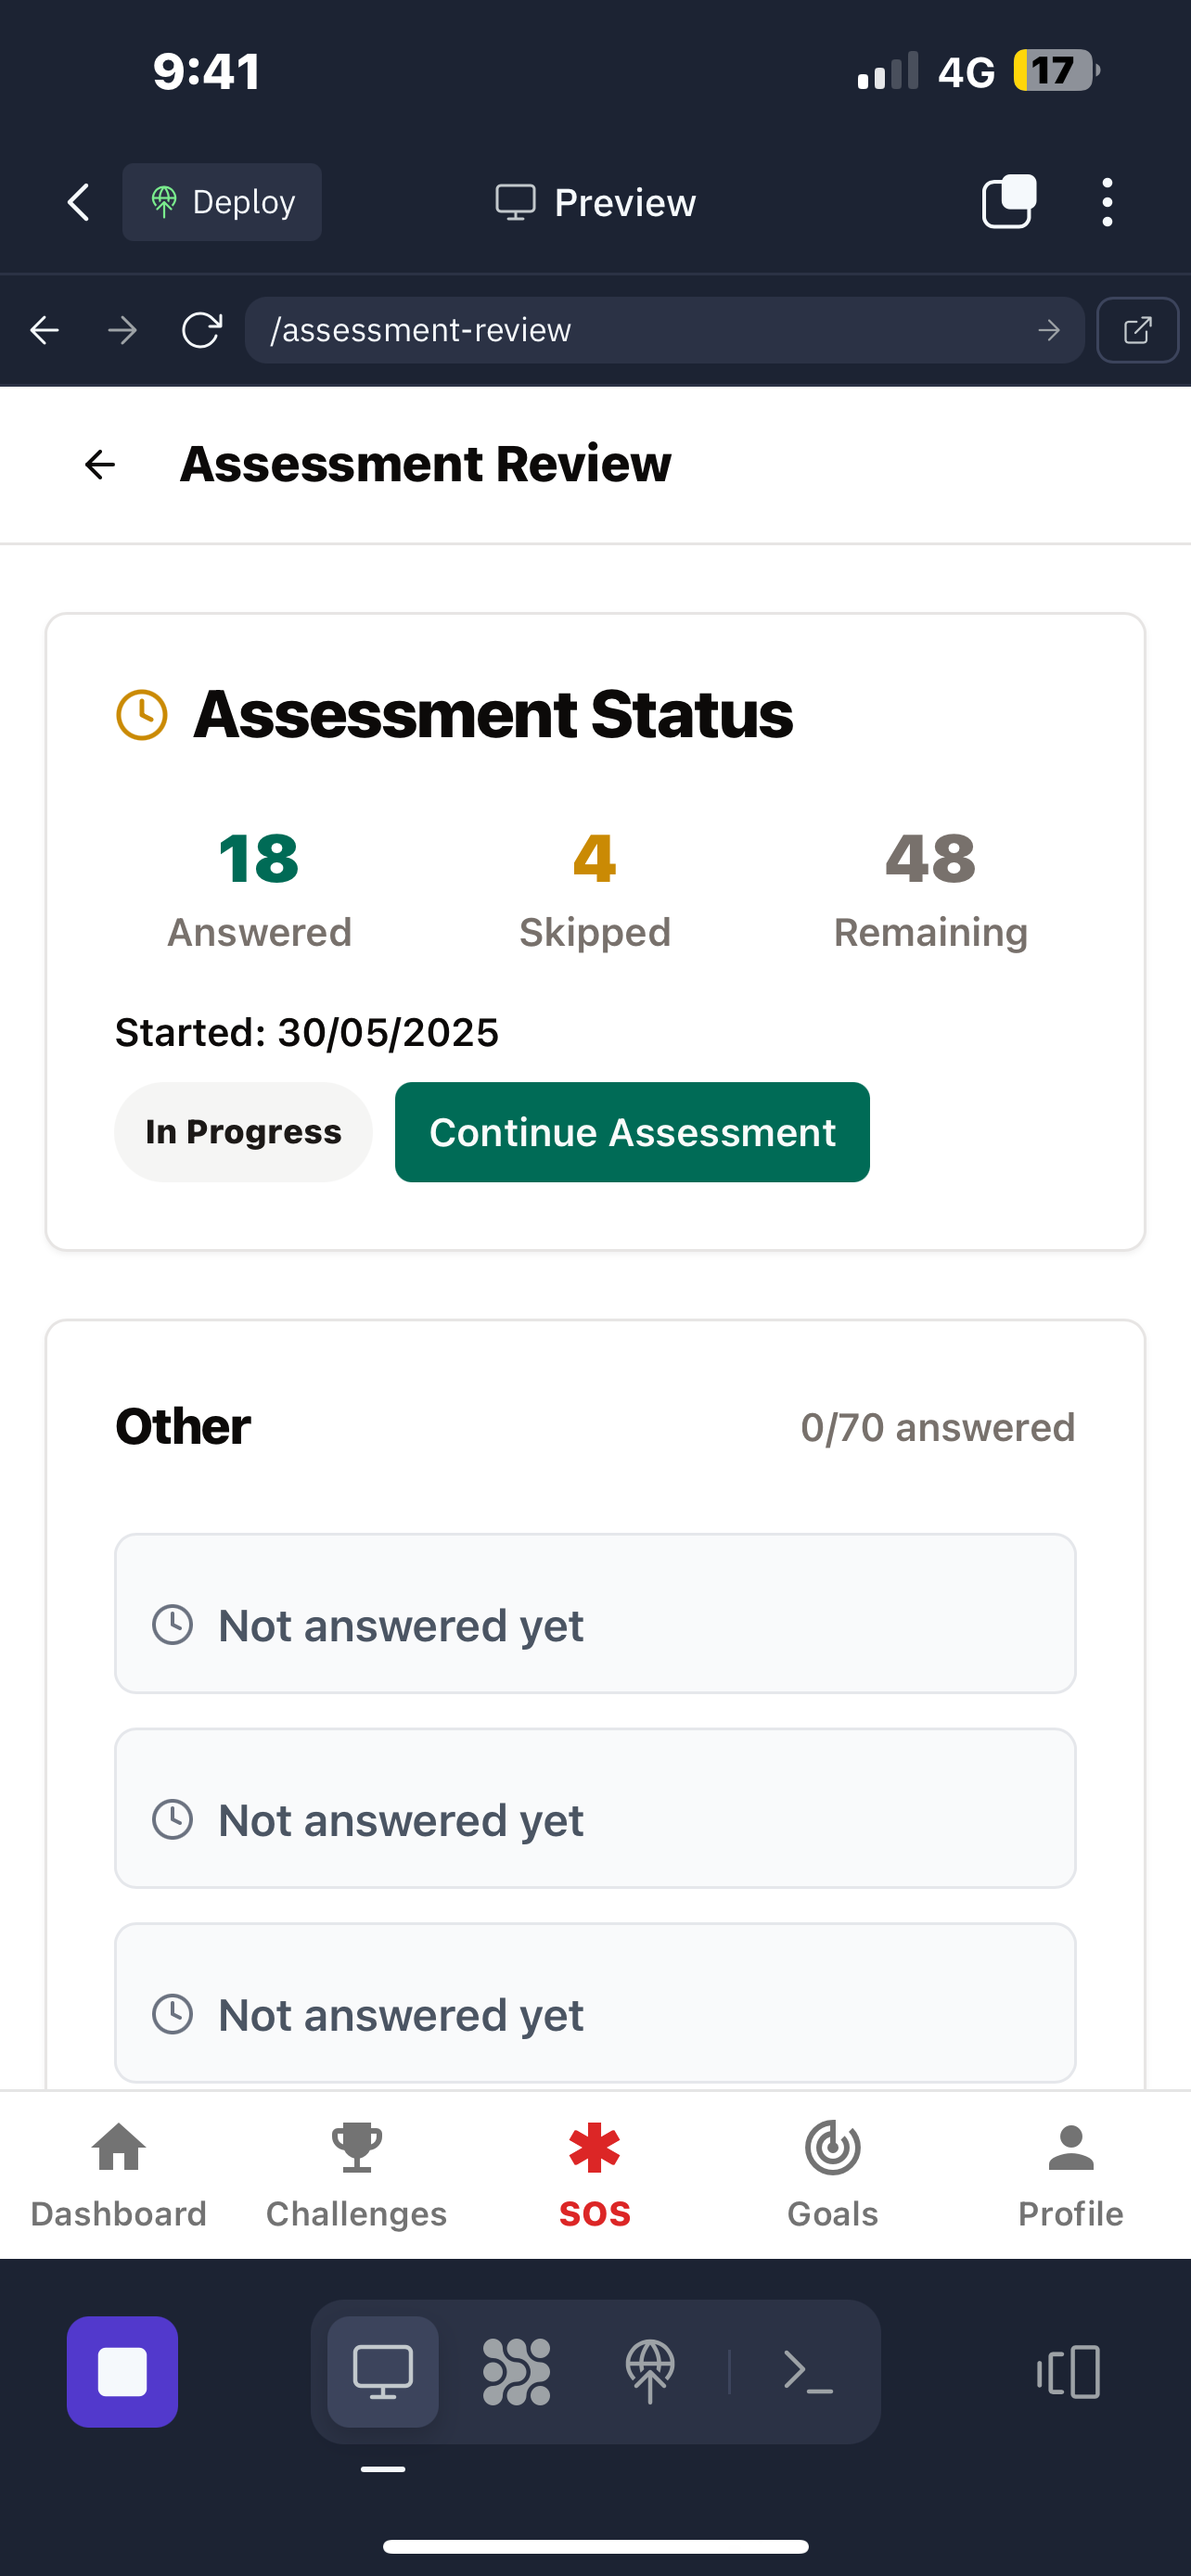 9:41
4G 17
Deploy
Preview
/assessment-review
Assessment Review
Assessment Status
18 4 48
Answered Skipped Remaining
Started: 30/05/2025
In Progress Continue Assessment
Other 0/70 answered
Not answered yet
Not answered yet
Not answered yet
Dashboard Challenges SOS Goals Profile